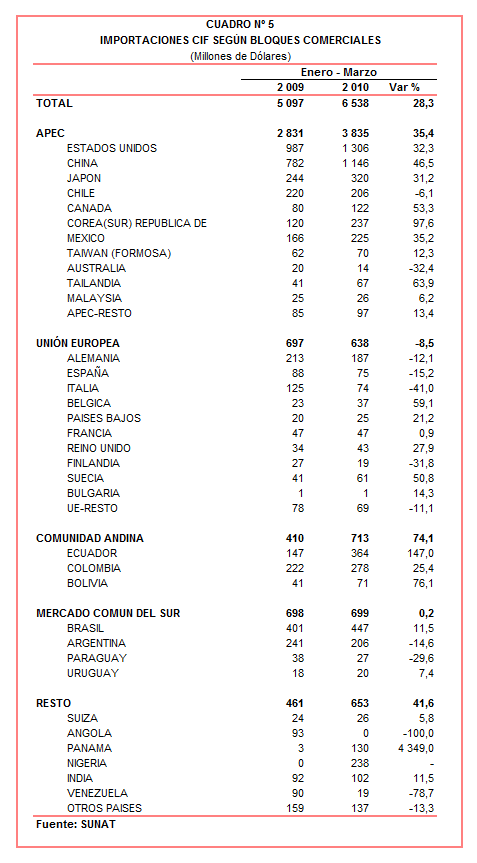 CUADRO Nº 5
IMPORTACIONES CIF SEGÚN BLOQUES COMERCIALES
(Millones de Dólares)
Enero - Marzo
2 009 2 010 Var %
TOTAL 5 097 6 538 28,3
APEC 2 831 3 835 35,4
ESTADOS UNIDOS 987 1 306 32,3
CHINA 782 1 146 46,5
JAPON 244 320 31,2
CHILE 220 206 -6,1
CANADA 80 122 53,3
COREA(SUR) REPUBLICA DE 120 237 97,6
MEXICO 166 225 35,2
TAIWAN (FORMOSA) 62 70 12,3
AUSTRALIA 20 14 -32,4
TAILANDIA 41 67 63,9
MALAYSIA 25 26 6,2
APEC-RESTO 85 97 13,4
UNIÓN EUROPEA 697 638 -8,5
ALEMANIA 213 187 -12,1
ESPAÑA 88 75 -15,2
ITALIA 125 74 -41,0
BELGICA 23 37 59,1
PAISES BAJOS 20 25 21,2
FRANCIA 47 47 0,9
REINO UNIDO 34 43 27,9
FINLANDIA 27 19 -31,8
SUECIA 41 61 50,8
BULGARIA 1 1 14,3
UE-RESTO 78 69 -11,1
COMUNIDAD ANDINA 410 713 74,1
ECUADOR 147 364 147,0
COLOMBIA 222 278 25,4
BOLIVIA 41 71 76,1
MERCADO COMUN DEL SUR 698 699 0,2
BRASIL 401 447 11,5
ARGENTINA 241 206 -14,6
PARAGUAY 38 27 -29,6
URUGUAY 18 20 7,4
RESTO 461 653 41,6
SUIZA 24 26 5,8
ANGOLA 93 0 -100,0
PANAMA 3 130 4 349,0
NIGERIA 0 238 -
INDIA 92 102 11,5
VENEZUELA 90 19 -78,7
OTROS PAISES 159 137 -13,3
Fuente: SUNAT